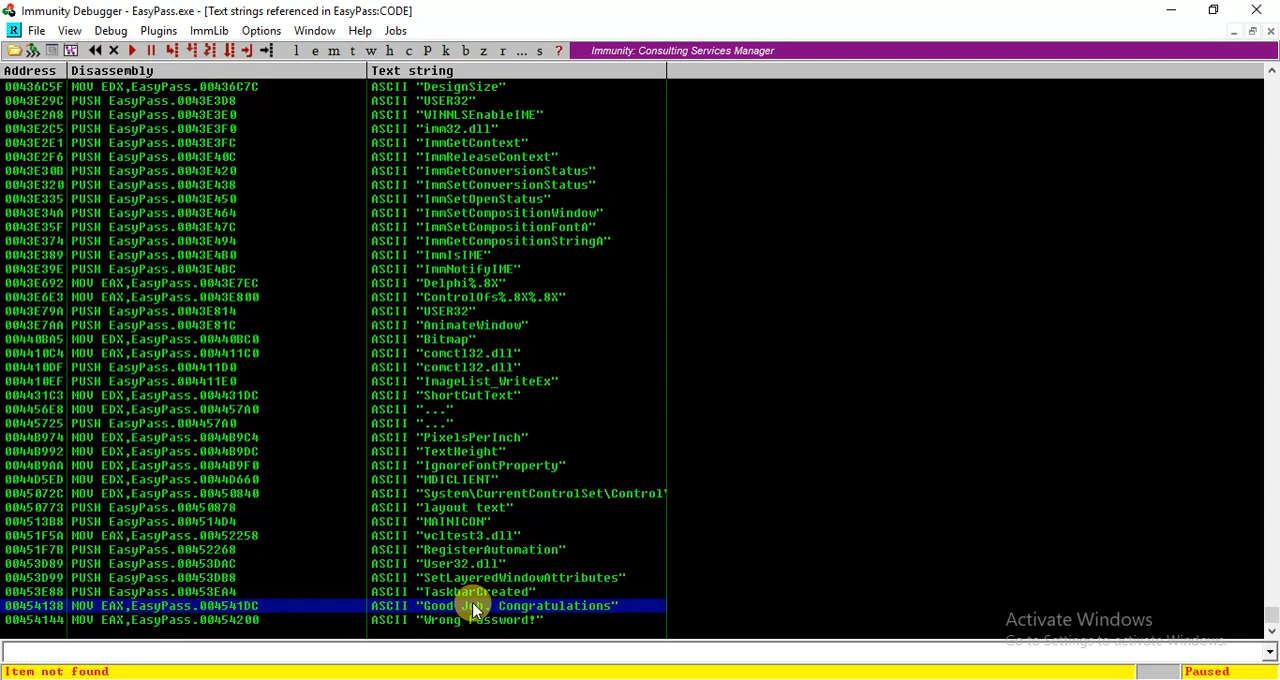 Immunity Debugger - EasyPass.exe - [Text strings referenced in EasyPass:CODE]
R File View Debug Plugins ImmLib Options Window Help Jobs
l e m t w h c P k b z r ... s ? Immunity: Consulting Services Manager
Address Disassembly Text string
00436C5F MOV EDX,EasyPass.00436C7C ASCII "DesignSize"
0043E29C PUSH EasyPass.0043E3D8 ASCII "USER32"
0043E2A8 PUSH EasyPass.0043E3E0 ASCII "WINNLSEnableIME"
0043E2C5 PUSH EasyPass.0043E3F0 ASCII "imm32.dll"
0043E2E1 PUSH EasyPass.0043E3FC ASCII "ImmGetContext"
0043E2F6 PUSH EasyPass.0043E40C ASCII "ImmReleaseContext"
0043E30B PUSH EasyPass.0043E420 ASCII "ImmGetConversionStatus"
0043E320 PUSH EasyPass.0043E438 ASCII "ImmSetConversionStatus"
0043E335 PUSH EasyPass.0043E450 ASCII "ImmSetOpenStatus"
0043E34A PUSH EasyPass.0043E464 ASCII "ImmSetCompositionWindow"
0043E35F PUSH EasyPass.0043E47C ASCII "ImmSetCompositionFontA"
0043E374 PUSH EasyPass.0043E494 ASCII "ImmGetCompositionStringA"
0043E389 PUSH EasyPass.0043E4B0 ASCII "ImmIsIME"
0043E39E PUSH EasyPass.0043E4BC ASCII "ImmNotifyIME"
0043E692 MOV EAX,EasyPass.0043E7EC ASCII "Delphi%.8X"
0043E6E3 MOV EAX,EasyPass.0043E800 ASCII "ControlOfs%.8X%.8X"
0043E79A PUSH EasyPass.0043E814 ASCII "USER32"
0043E7AA PUSH EasyPass.0043E81C ASCII "AnimateWindow"
00440BA5 MOV EDX,EasyPass.00440BC0 ASCII "Bitmap"
004410C4 MOV EAX,EasyPass.004411C0 ASCII "comctl32.dll"
004410DF PUSH EasyPass.004411D0 ASCII "comctl32.dll"
004410EF PUSH EasyPass.004411E0 ASCII "ImageList_WriteEx"
004431C3 MOV EDX,EasyPass.004431DC ASCII "ShortCutText"
004456E8 MOV EDX,EasyPass.004457A0 ASCII "..."
00445725 PUSH EasyPass.004457A0 ASCII "..."
0044B974 MOV EDX,EasyPass.0044B9C4 ASCII "PixelsPerInch"
0044B992 MOV EDX,EasyPass.0044B9DC ASCII "TextHeight"
0044B9AA MOV EDX,EasyPass.0044B9F0 ASCII "IgnoreFontProperty"
0044D5ED MOV EDX,EasyPass.0044D660 ASCII "MDICLIENT"
0045072C MOV EDX,EasyPass.00450840 ASCII "System\CurrentControlSet\Control\
00450773 PUSH EasyPass.00450878 ASCII "layout text"
004513B8 PUSH EasyPass.004514D4 ASCII "MAINICON"
00451F5A MOV EAX,EasyPass.00452258 ASCII "vcltest3.dll"
00451F7B PUSH EasyPass.00452268 ASCII "RegisterAutomation"
00453D89 PUSH EasyPass.00453DAC ASCII "User32.dll"
00453D99 PUSH EasyPass.00453DB8 ASCII "SetLayeredWindowAttributes"
00453E88 PUSH EasyPass.00453EA4 ASCII "TaskbarCreated"
00454138 MOV EAX,EasyPass.004541DC ASCII "Good Job. Congratulations"
00454144 MOV EAX,EasyPass.00454200 ASCII "Wrong Password!"
Activate Windows
Go to Settings to activate Windows.
Item not found Paused